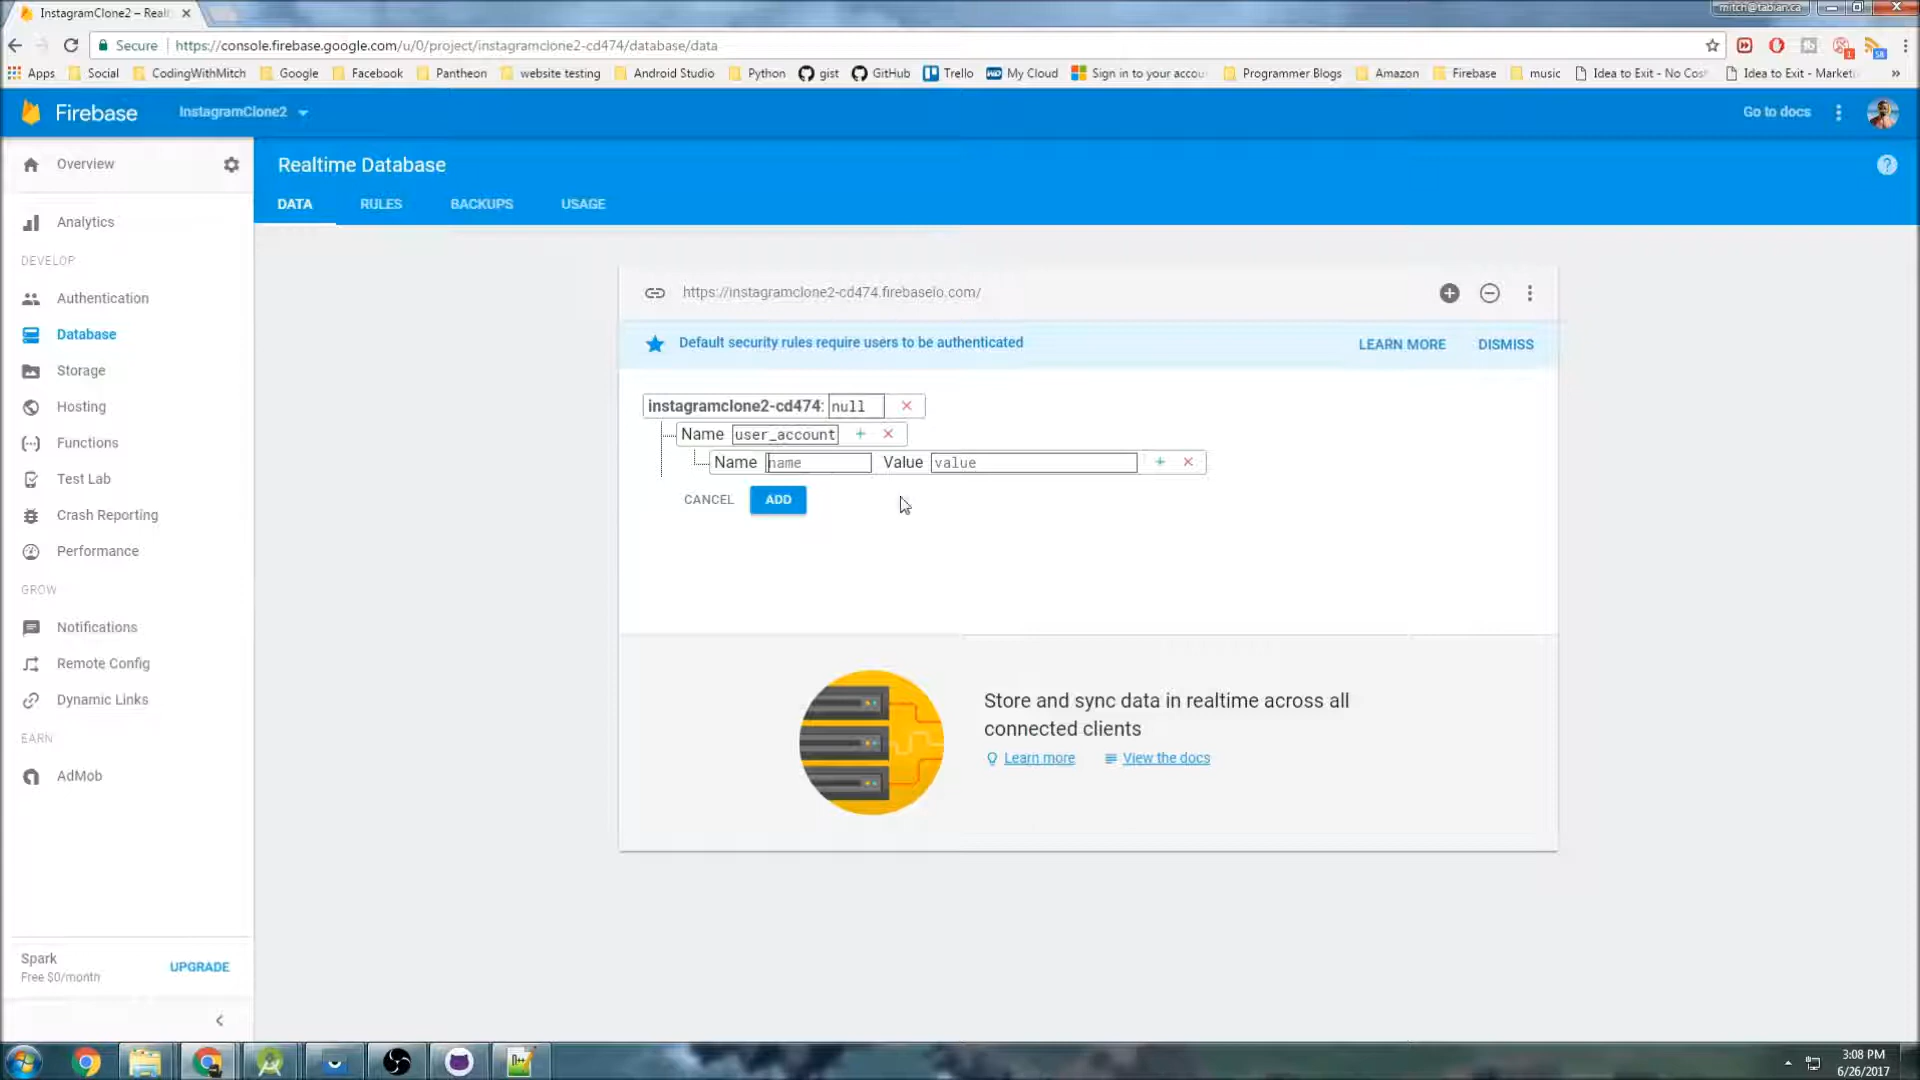 InstagramClone2 – Realt
mitch@tabian.ca
Secure https://console.firebase.google.com/u/0/project/instagramclone2-cd474/database/data
Apps Social CodingWithMitch Google Facebook Pantheon website testing Android Studio Python gist GitHub Trello My Cloud Sign in to your accou Programmer Blogs Amazon Firebase music Idea to Exit - No Cos Idea to Exit - Market »
Firebase InstagramClone2 Go to docs
Overview
Realtime Database
DATA RULES BACKUPS USAGE
Analytics
DEVELOP
Authentication
Database
Storage
Hosting
Functions
Test Lab
Crash Reporting
Performance
GROW
Notifications
Remote Config
Dynamic Links
EARN
AdMob
Spark
Free $0/month
UPGRADE
https://instagramclone2-cd474.firebaseio.com/
Default security rules require users to be authenticated LEARN MORE DISMISS
instagramclone2-cd474: null
Name user_account
Name name Value value
CANCEL ADD
Store and sync data in realtime across all
connected clients
Learn more View the docs
3:08 PM
6/26/2017